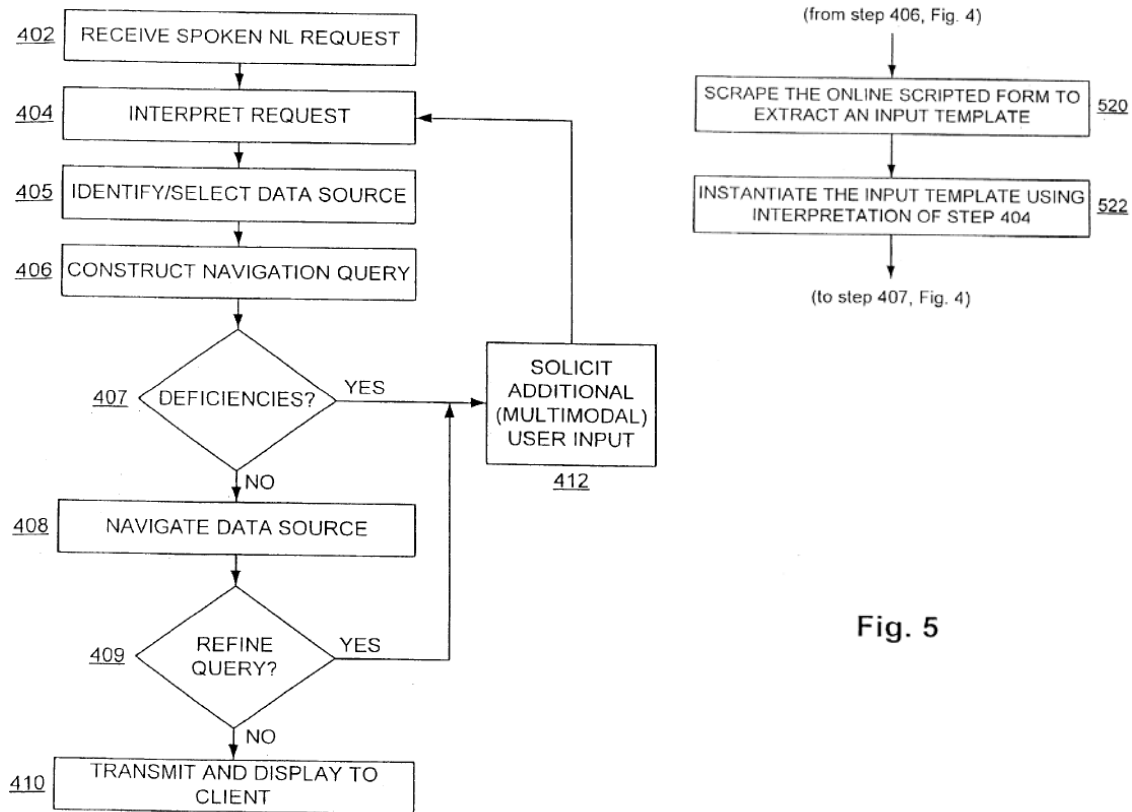 402 RECEIVE SPOKEN NL REQUEST
404 INTERPRET REQUEST
405 IDENTIFY/SELECT DATA SOURCE
406 CONSTRUCT NAVIGATION QUERY
407 DEFICIENCIES?
YES
NO
SOLICIT
ADDITIONAL
(MULTIMODAL)
USER INPUT
412
408 NAVIGATE DATA SOURCE
409 REFINE
QUERY?
YES
NO
410 TRANSMIT AND DISPLAY TO
CLIENT
(from step 406, Fig. 4)
SCRAPE THE ONLINE SCRIPTED FORM TO
EXTRACT AN INPUT TEMPLATE
520
INSTANTIATE THE INPUT TEMPLATE USING
INTERPRETATION OF STEP 404
522
(to step 407, Fig. 4)
Fig. 5